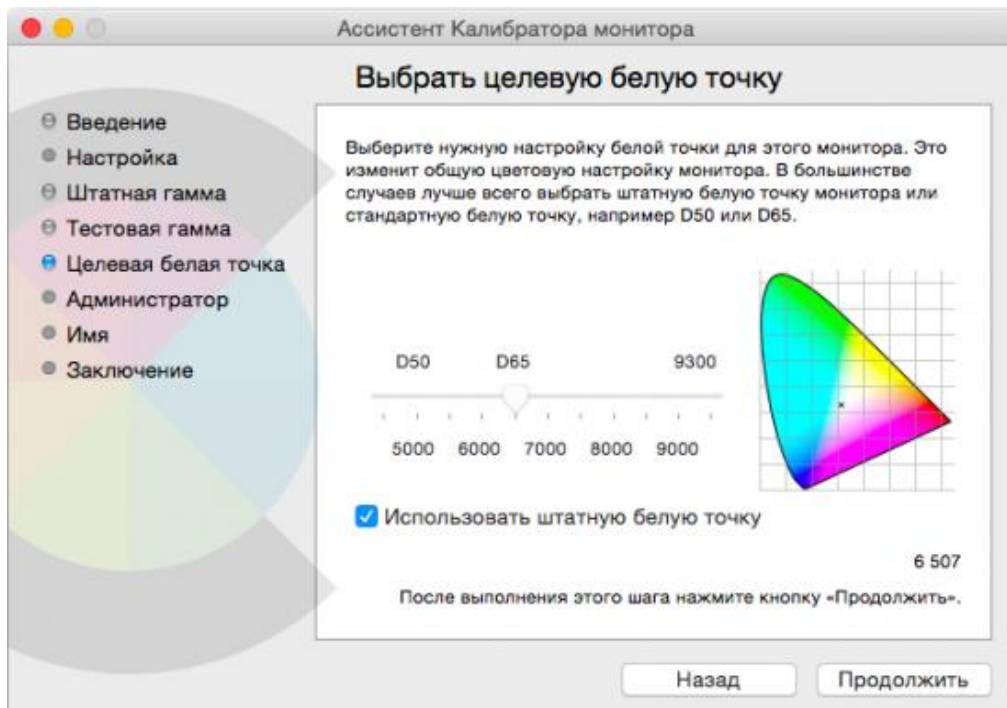 Ассистент Калибратора монитора
Выбрать целевую белую точку
Введение
Настройка
Штатная гамма
Тестовая гамма
Целевая белая точка
Администратор
Имя
Заключение
Выберите нужную настройку белой точки для этого монитора. Это
изменит общую цветовую настройку монитора. В большинстве
случаев лучше всего выбрать штатную белую точку монитора или
стандартную белую точку, например D50 или D65.
D50 D65 9300
5000 6000 7000 8000 9000
Использовать штатную белую точку
6 507
После выполнения этого шага нажмите кнопку «Продолжить».
Назад Продолжить